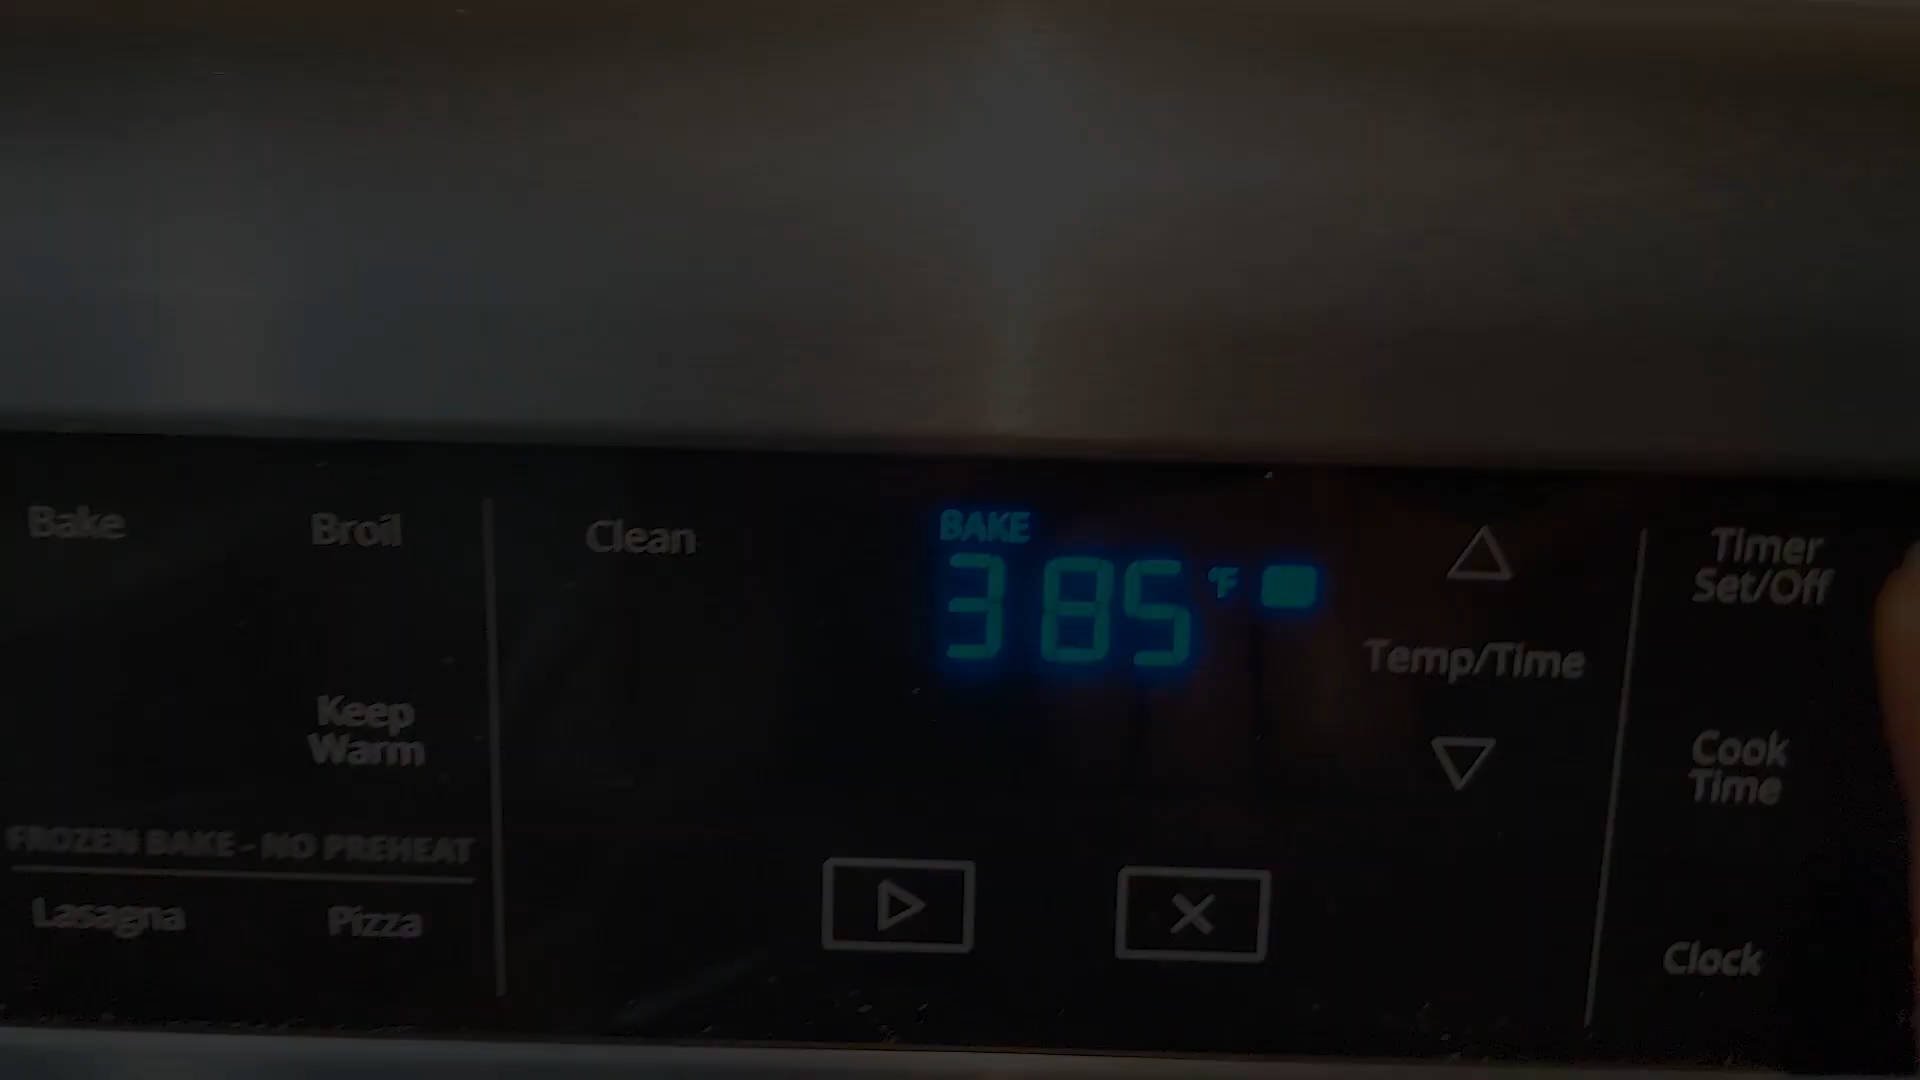 Bake
Broil
Clean
BAKE
385 °F
Temp/Time
Timer
Set/Off
Keep
Warm
Cook
Time
FROZEN BAKE - NO PREHEAT
Lasagna
Pizza
Clock